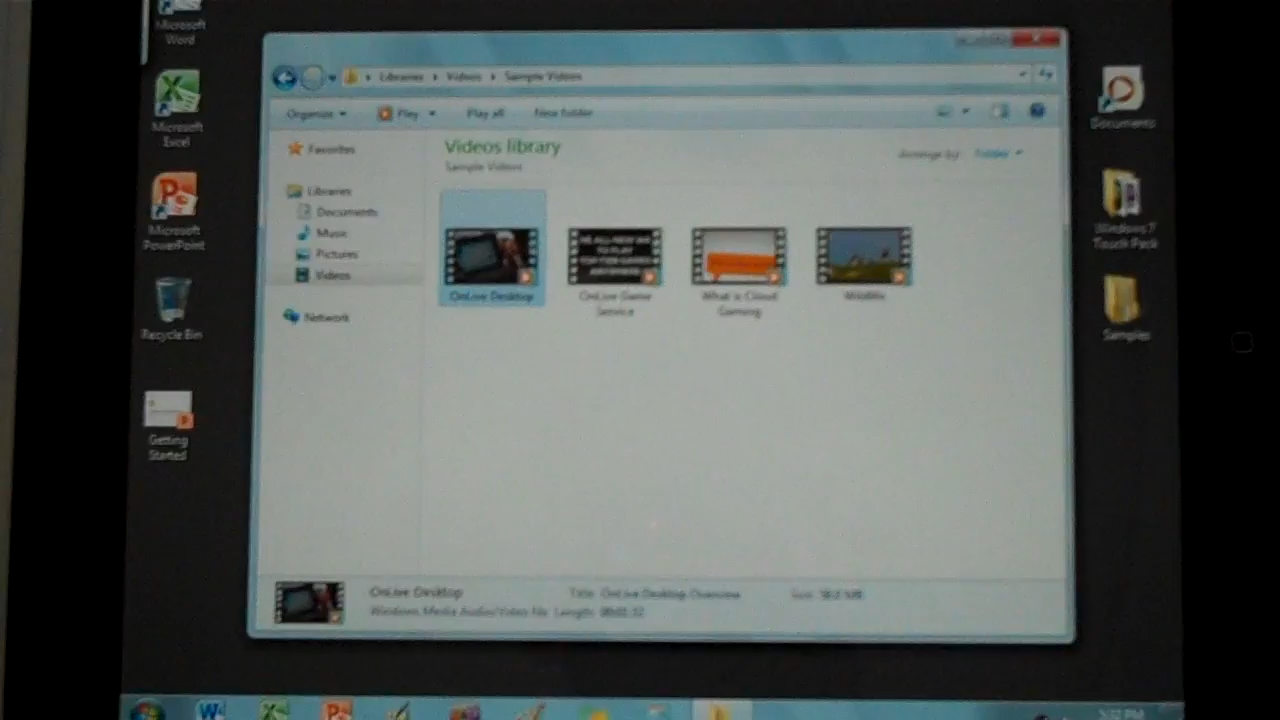 Microsoft
Word
Microsoft
Excel
Microsoft
PowerPoint
Recycle Bin
Getting
Started
Libraries Videos Sample Videos
Organize Play Play all New folder
Favorites
Libraries
Documents
Music
Pictures
Videos
Network
Videos library
Sample Videos
Arrange by: Folder
OnLive Desktop
OnLive Game
Service
What is Cloud
Gaming
Documents
Windows 7
Touch Pack
Samples
OnLive Desktop Title: OnLive Desktop Overview Size:
Windows Media Audio/Video file Length: